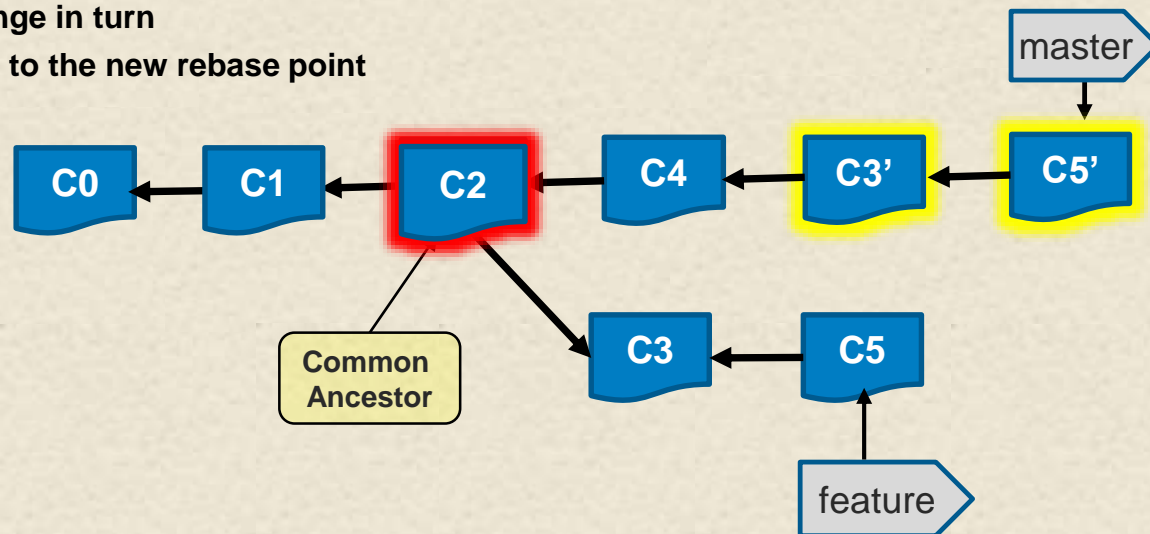 to the new rebase point
in turn
master
C0
C1
C2
C4
C3’
C5’
Common
Ancestor
C3
C5
feature